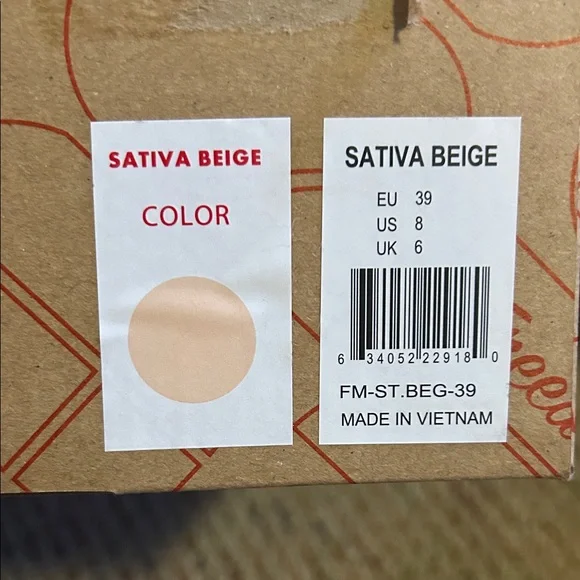 SATIVA BEIGE
COLOR
SATIVA BEIGE
EU 39
US 8
UK 6
6 34052 22918 0
FM-ST.BEG-39
MADE IN VIETNAM